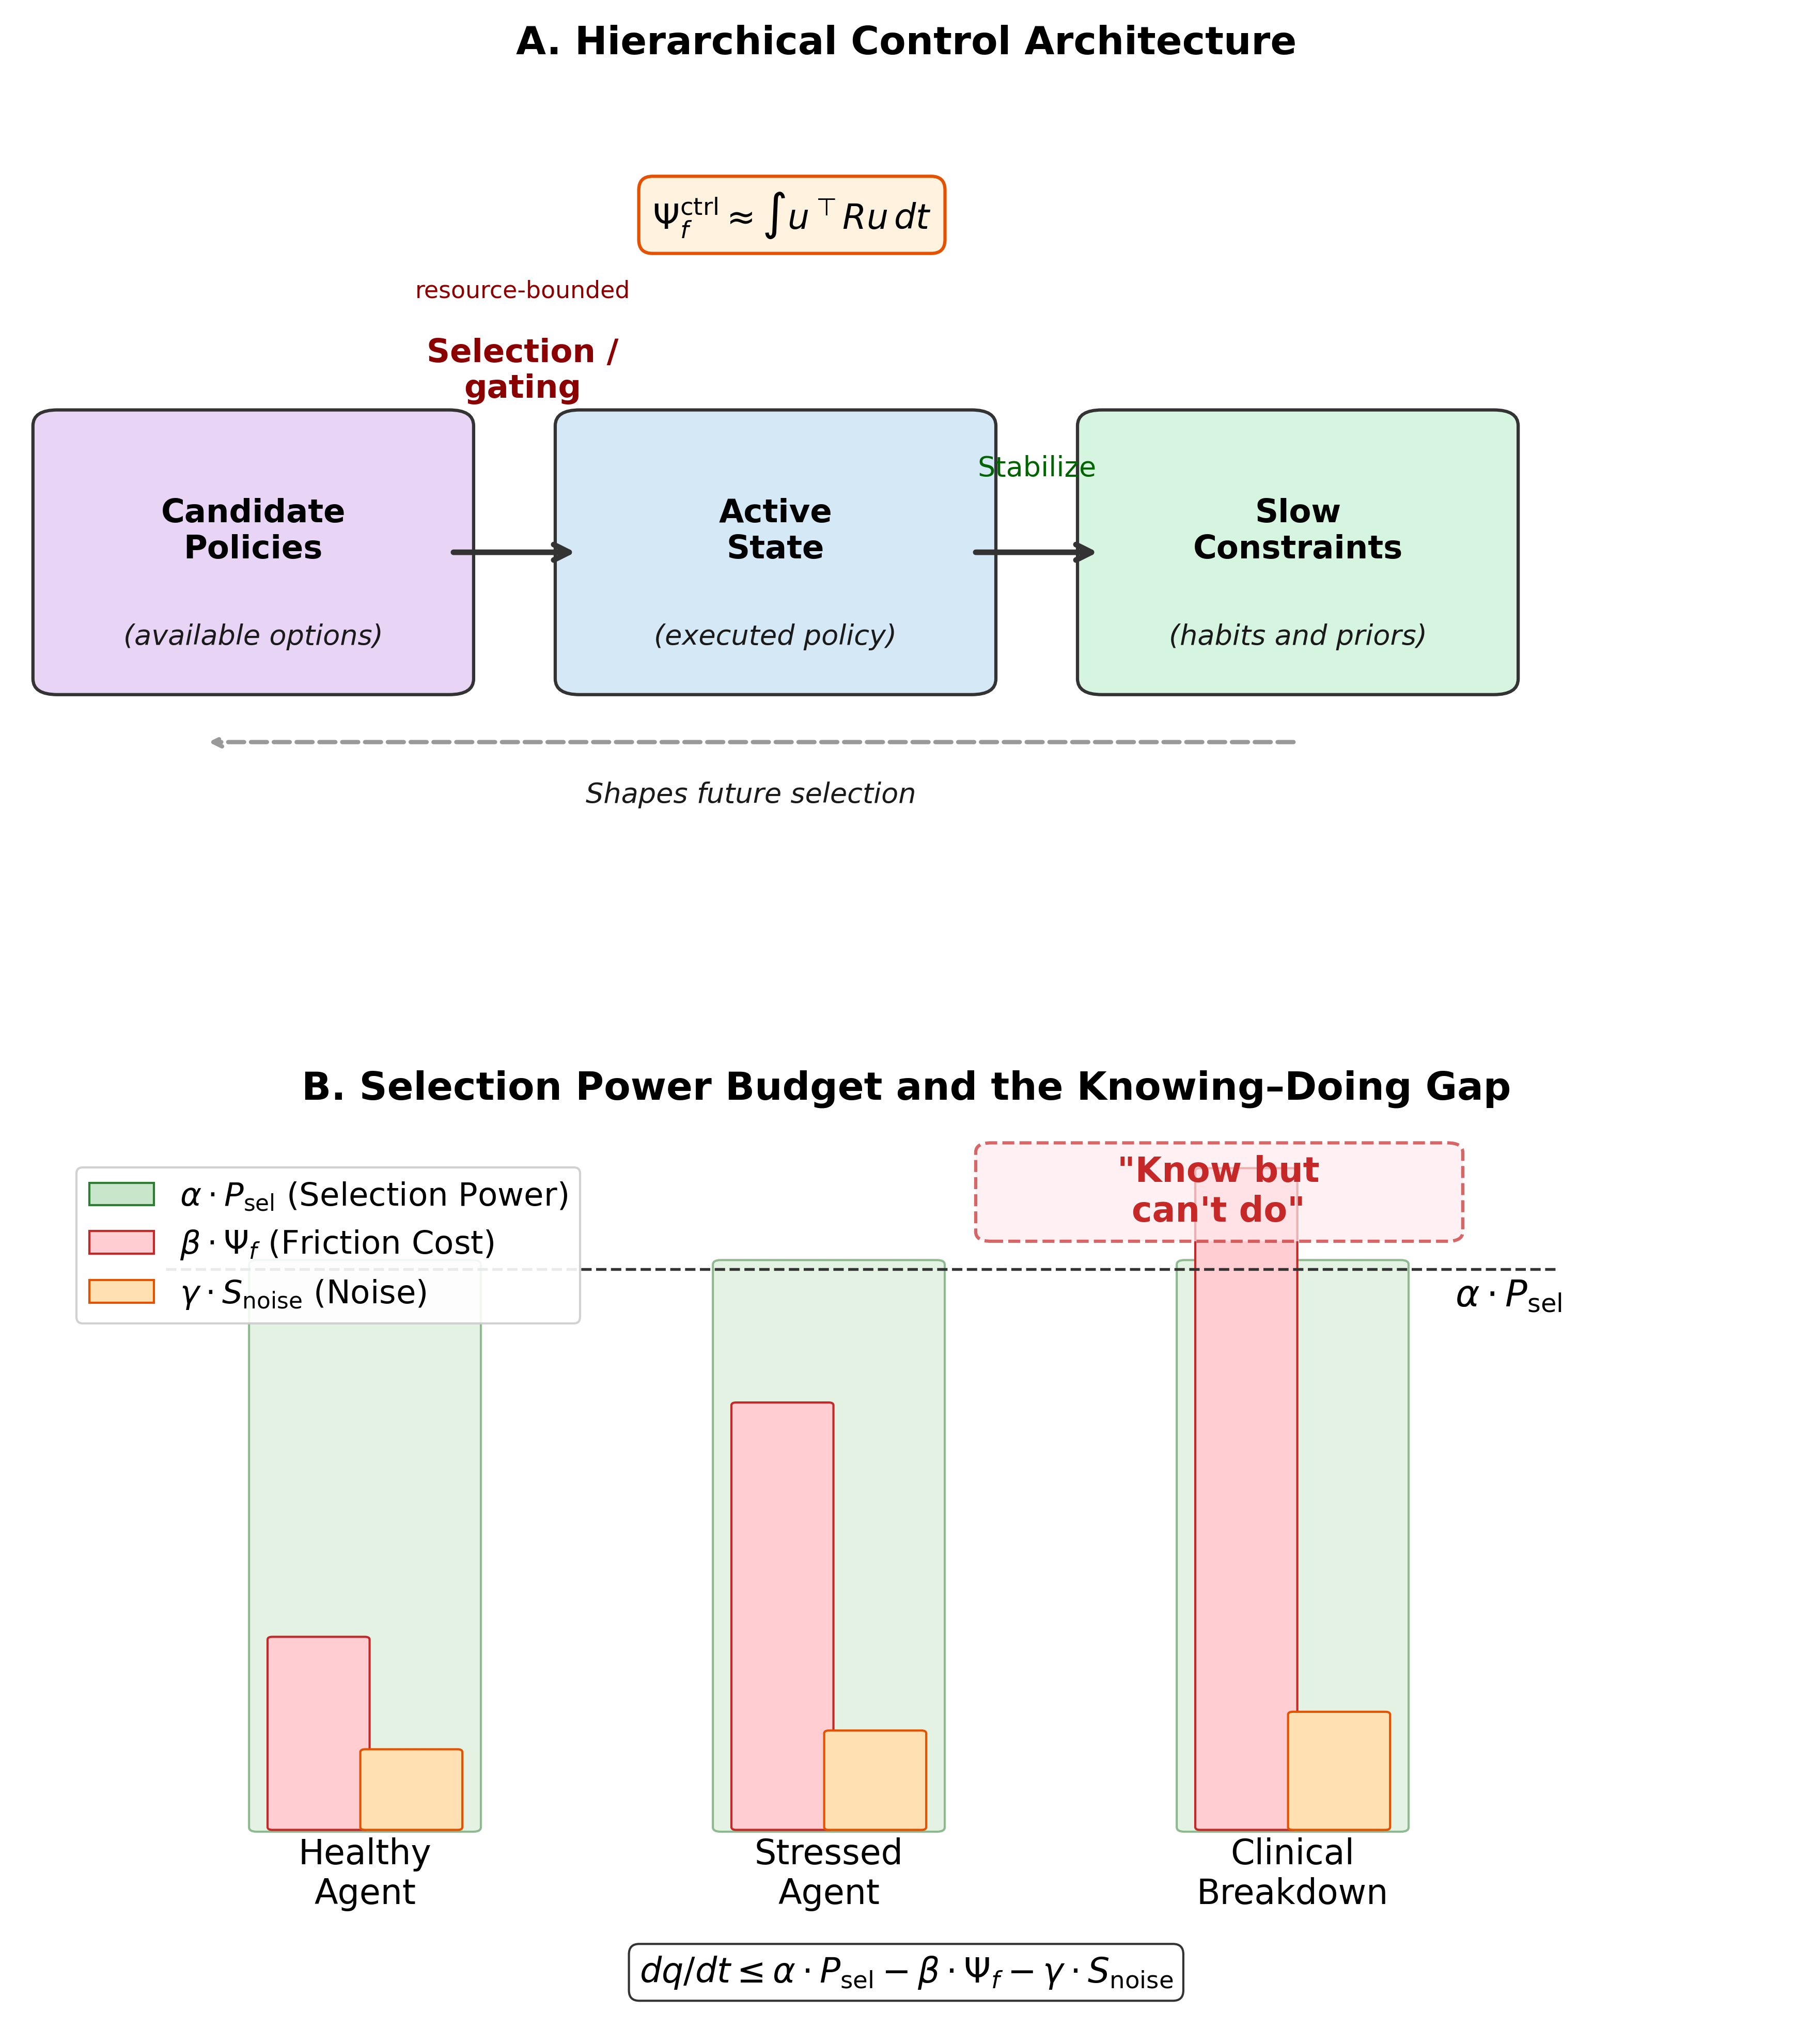 A. Hierarchical Control Architecture
Ψ_f^ctrl ≈ ∫ u^⊤ R u dt
resource-bounded
Selection /
gating
Stabilize
Candidate
Policies
(available options)
Active
State
(executed policy)
Slow
Constraints
(habits and priors)
Shapes future selection
B. Selection Power Budget and the Knowing–Doing Gap
"Know but
can't do"
α · P_sel (Selection Power)
β · Ψ_f (Friction Cost)
γ · S_noise (Noise)
α · P_sel
Healthy
Agent
Stressed
Agent
Clinical
Breakdown
dq/dt ≤ α · P_sel − β · Ψ_f − γ · S_noise